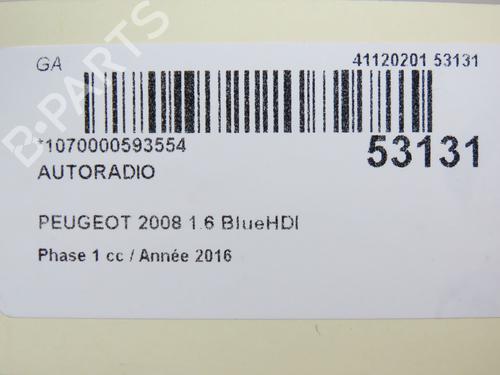 GA 41120201 53131
*1070000593554 53131
AUTORADIO
PEUGEOT 2008 1.6 BlueHDI
Phase 1 cc / Année 2016
B-PARTS